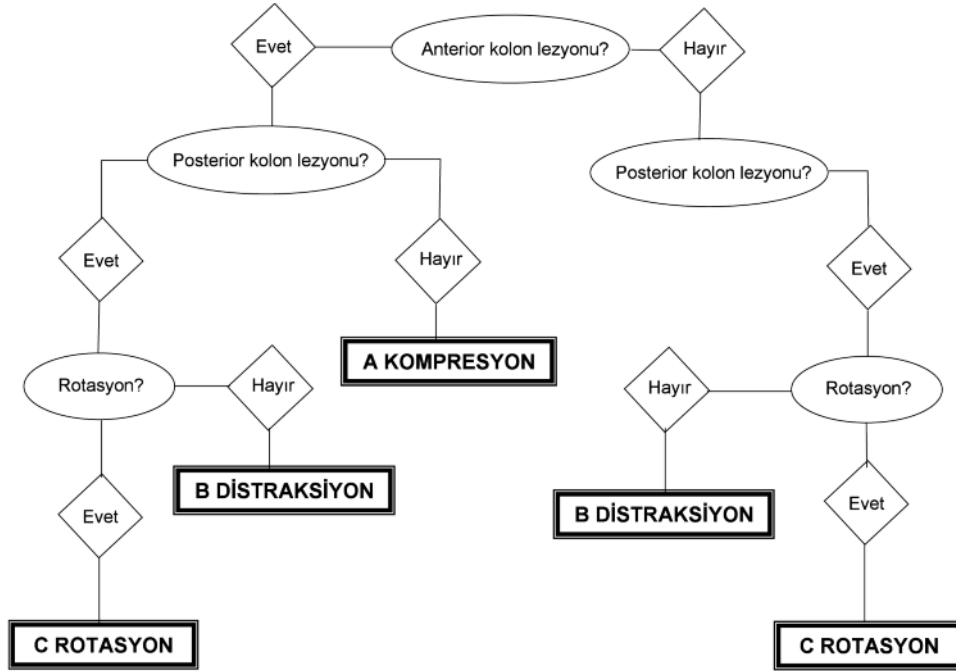 Evet
Anterior kolon lezyonu?
Hayır
Posterior kolon lezyonu?
Posterior kolon lezyonu?
Evet
Hayır
Evet
A KOMPRESYON
Rotasyon?
Hayır
Hayır
Rotasyon?
B DİSTRAKSİYON
B DİSTRAKSİYON
Evet
Evet
C ROTASYON
C ROTASYON